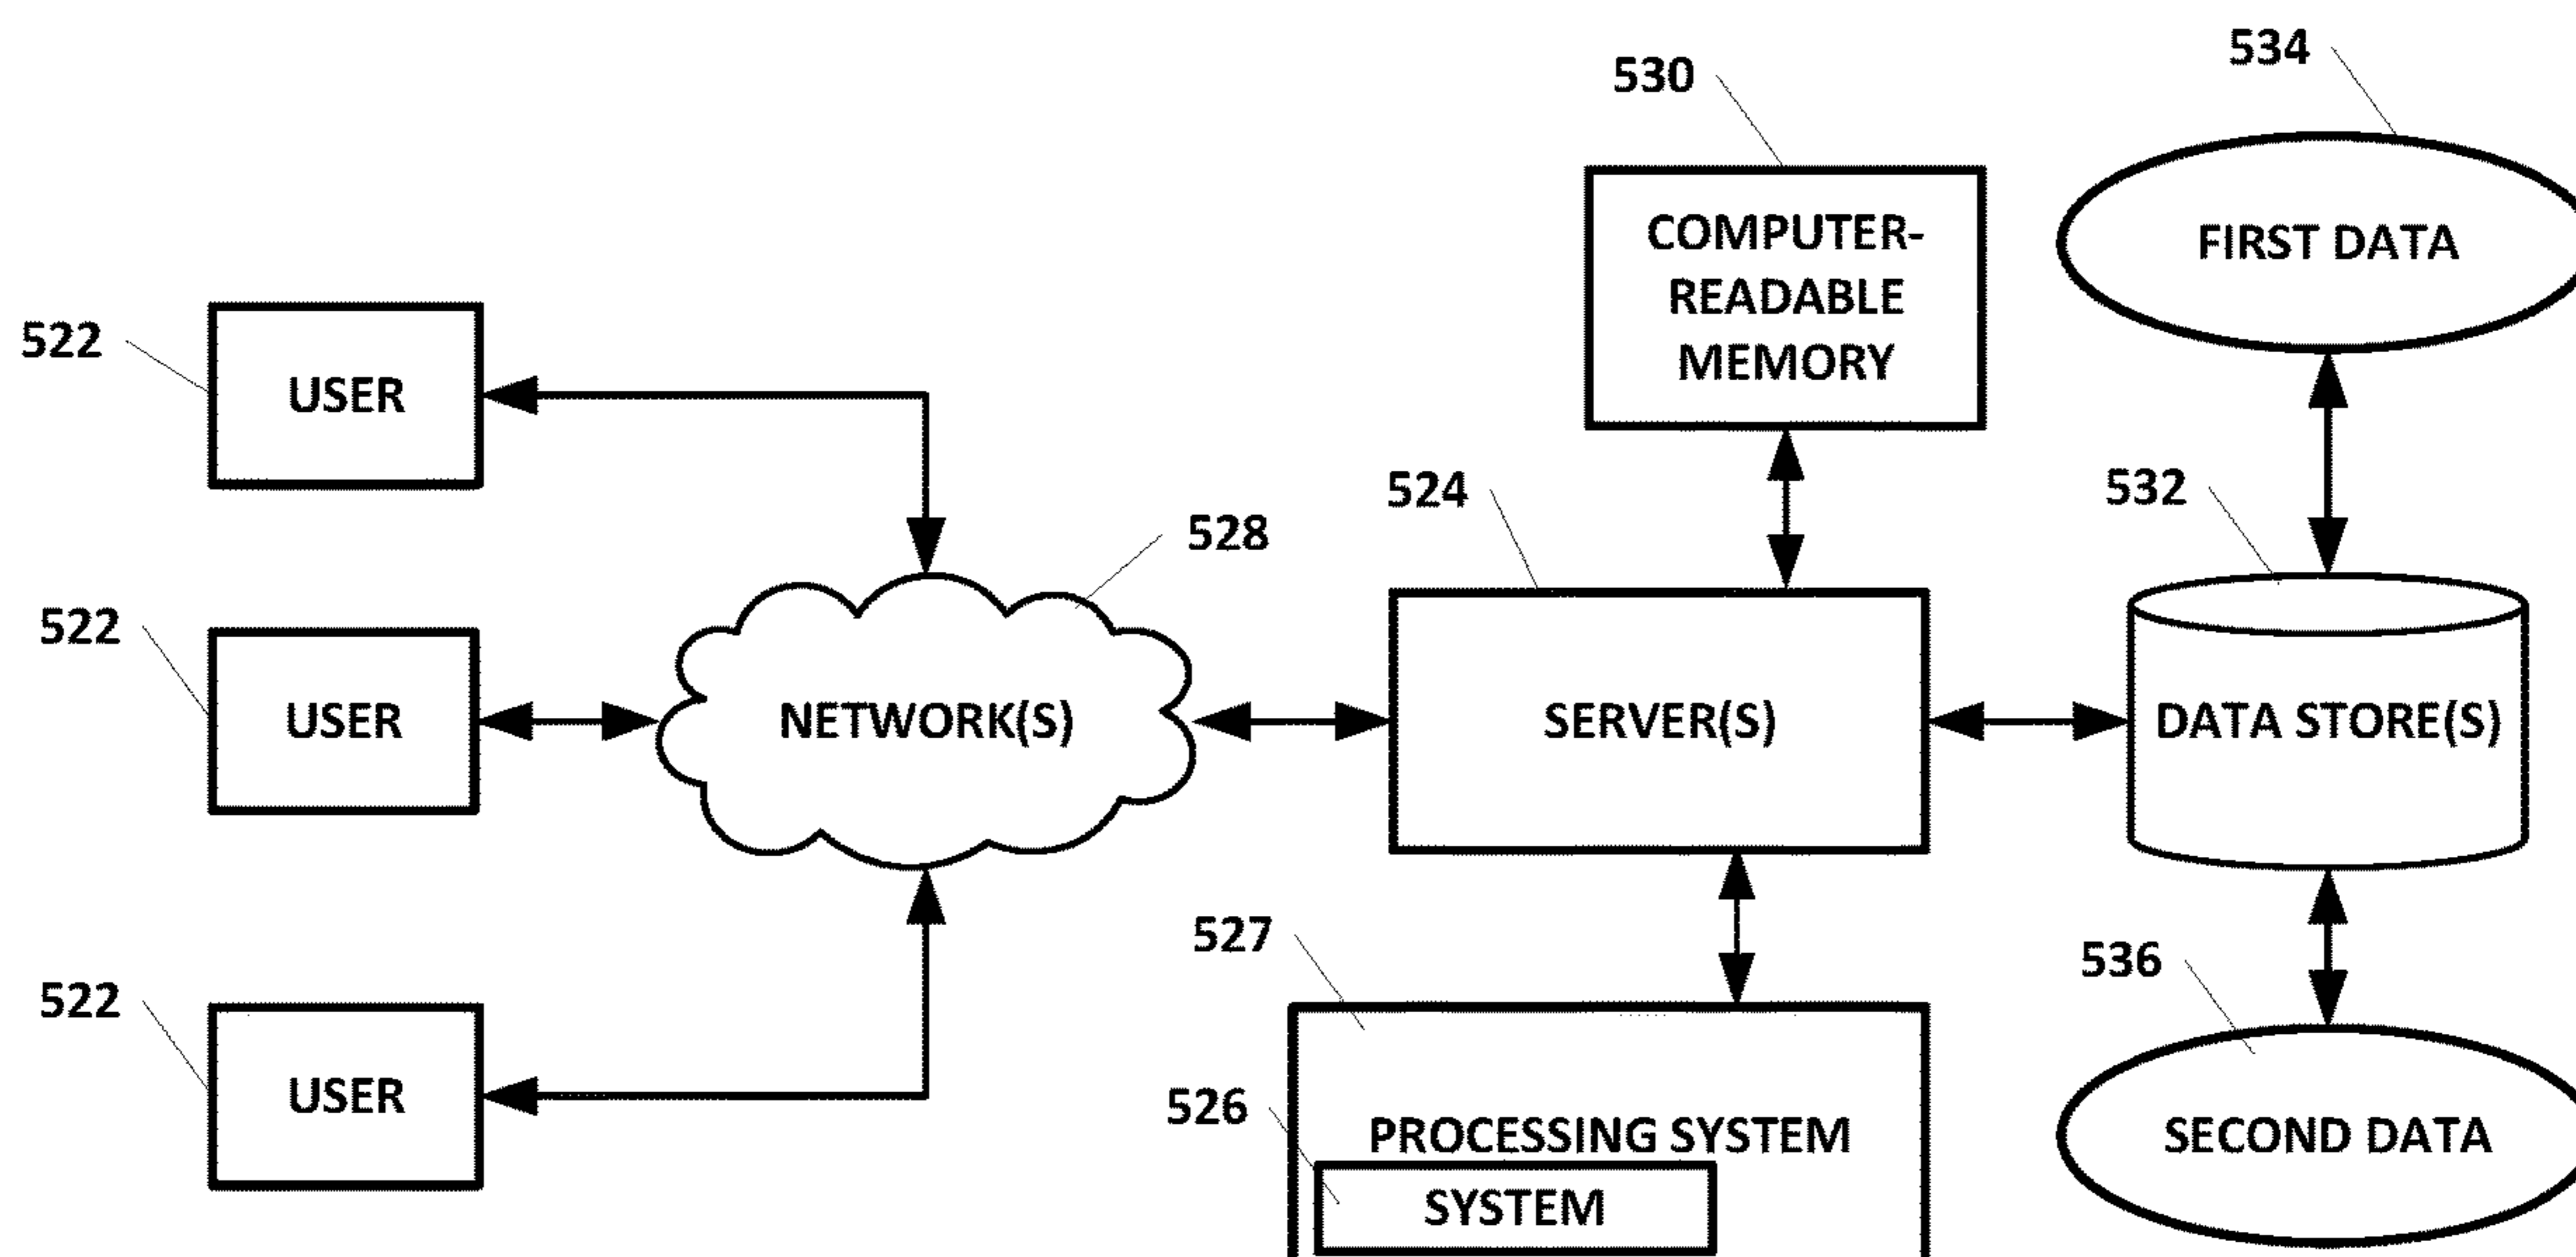 534
530
COMPUTER-
READABLE
MEMORY
FIRST DATA
522
USER
524
532
528
522
USER
NETWORK(S)
SERVER(S)
DATA STORE(S)
527
536
522
USER
526
PROCESSING SYSTEM
SECOND DATA
SYSTEM